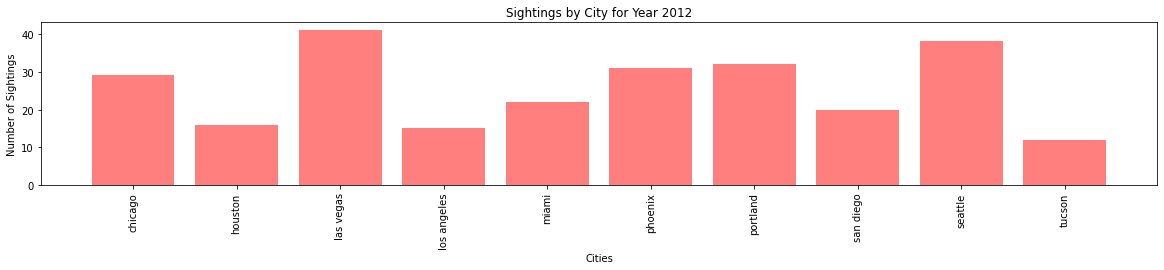 Sightings by City for Year 2012
Number of Sightings
40
30
20
10
0
chicago
houston
las vegas
los angeles
miami
phoenix
portland
san diego
seattle
tucson
Cities